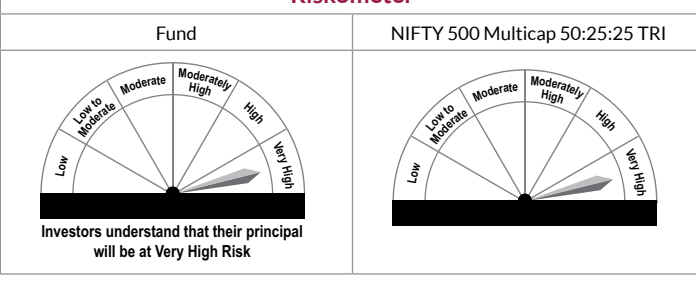 Riskometer
Fund
NIFTY 500 Multicap 50:25:25 TRI
Low
Low to
Moderate
Moderate
Moderately
High
High
Very High
Investors understand that their principal
will be at Very High Risk
Low
Low to
Moderate
Moderate
Moderately
High
High
Very High